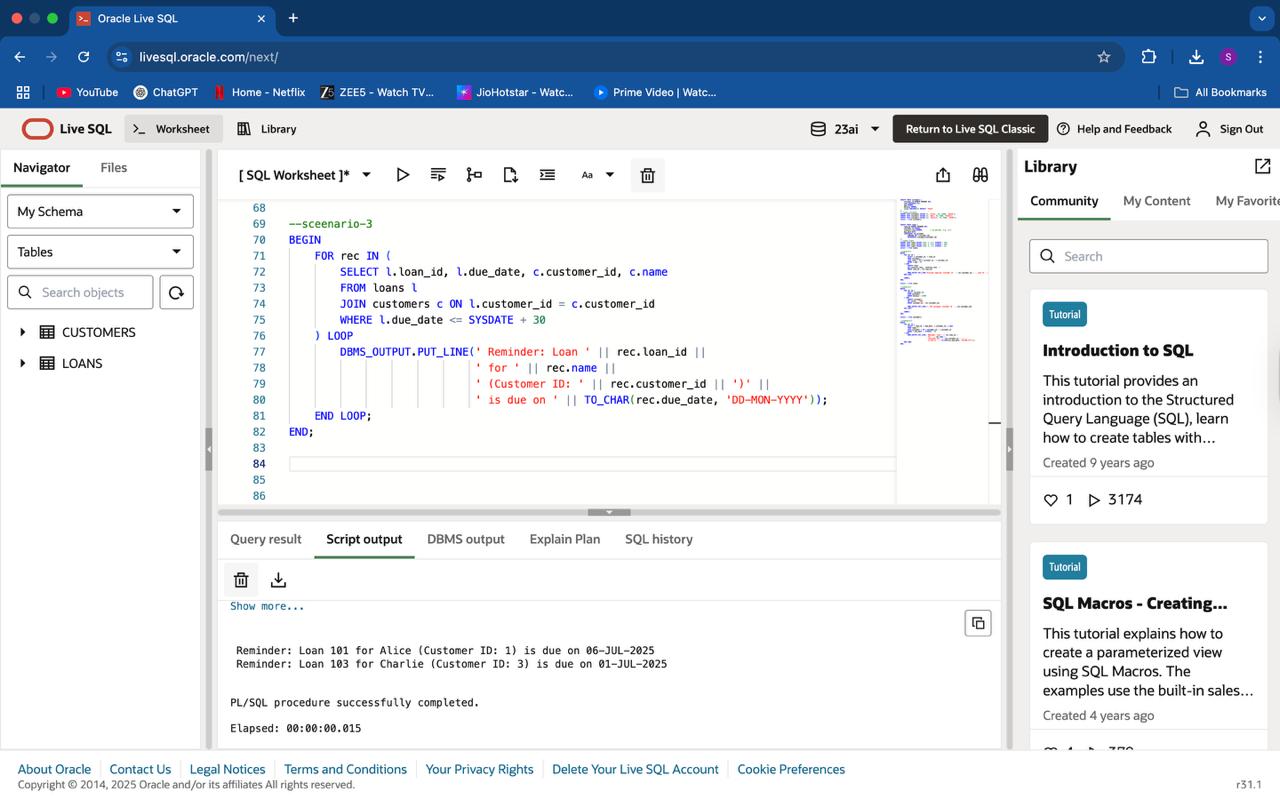 Oracle Live SQL
livesql.oracle.com/next/
S
YouTube
ChatGPT
Home - Netflix
ZEE5 - Watch TV...
JioHotstar - Watc...
Prime Video | Watc...
All Bookmarks
Live SQL
Worksheet
Library
23ai
Return to Live SQL Classic
Help and Feedback
Sign Out
Navigator
Files
My Schema
Tables
Search objects
CUSTOMERS
LOANS
[ SQL Worksheet ]*
Aa
68
69 --sceenario-3
70 BEGIN
71 FOR rec IN (
72 SELECT l.loan_id, l.due_date, c.customer_id, c.name
73 FROM loans l
74 JOIN customers c ON l.customer_id = c.customer_id
75 WHERE l.due_date <= SYSDATE + 30
76 ) LOOP
77 DBMS_OUTPUT.PUT_LINE(' Reminder: Loan ' || rec.loan_id ||
78 ' for ' || rec.name ||
79 ' (Customer ID: ' || rec.customer_id || ')' ||
80 ' is due on ' || TO_CHAR(rec.due_date, 'DD-MON-YYYY'));
81 END LOOP;
82 END;
83
84
85
86
Query result
Script output
DBMS output
Explain Plan
SQL history
Show more...
Reminder: Loan 101 for Alice (Customer ID: 1) is due on 06-JUL-2025
Reminder: Loan 103 for Charlie (Customer ID: 3) is due on 01-JUL-2025
PL/SQL procedure successfully completed.
Elapsed: 00:00:00.015
Library
Community
My Content
My Favorite
Search
Tutorial
Introduction to SQL
This tutorial provides an
introduction to the Structured
Query Language (SQL), learn
how to create tables with...
Created 9 years ago
1
3174
Tutorial
SQL Macros - Creating...
This tutorial explains how to
create a parameterized view
using SQL Macros. The
examples use the built-in sales...
Created 4 years ago
About Oracle
Contact Us
Legal Notices
Terms and Conditions
Your Privacy Rights
Delete Your Live SQL Account
Cookie Preferences
Copyright © 2014, 2025 Oracle and/or its affiliates All rights reserved.
r31.1